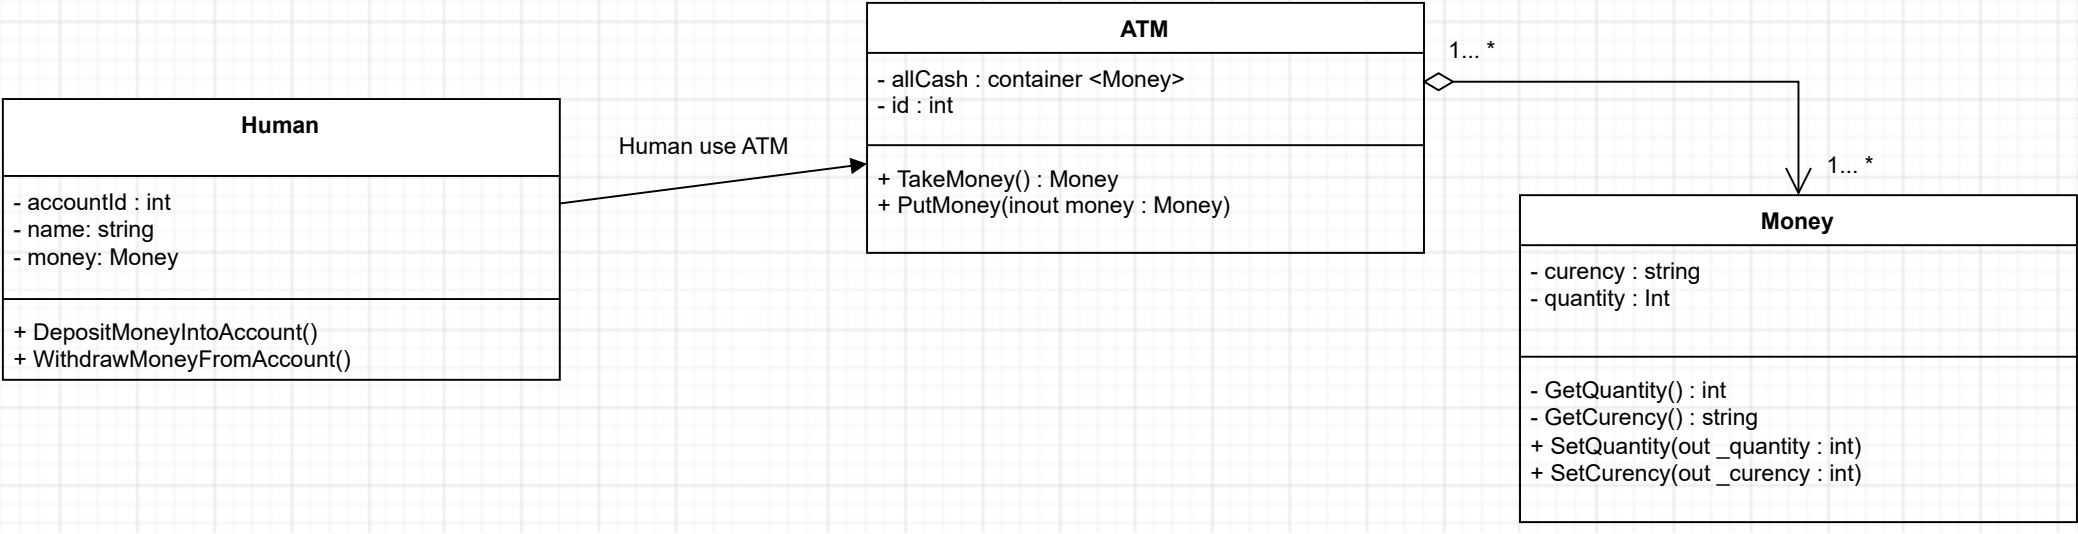 Human
- accountId : int
- name: string
- money: Money
+ DepositMoneyIntoAccount()
+ WithdrawMoneyFromAccount()
Human use ATM
ATM
- allCash : container <Money>
- id : int
+ TakeMoney() : Money
+ PutMoney(inout money : Money)
1... *
1... *
Money
- curency : string
- quantity : Int
- GetQuantity() : int
- GetCurency() : string
+ SetQuantity(out _quantity : int)
+ SetCurency(out _curency : int)